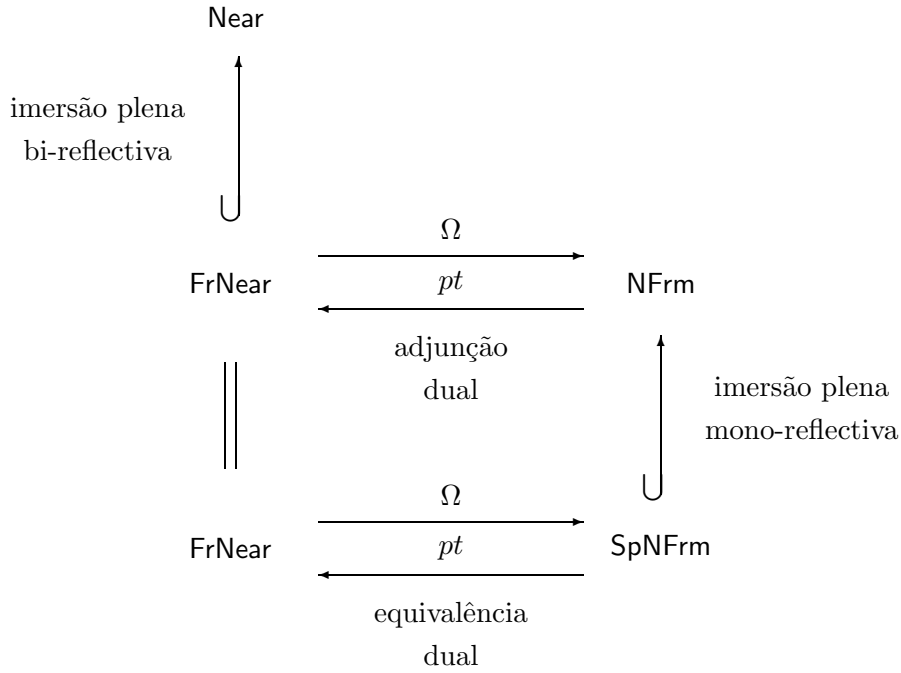 Near
imersão plena
bi-reflectiva
Ω
FrNear
pt
NFrm
adjunção
dual
imersão plena
mono-reflectiva
Ω
FrNear
pt
SpNFrm
equivalência
dual